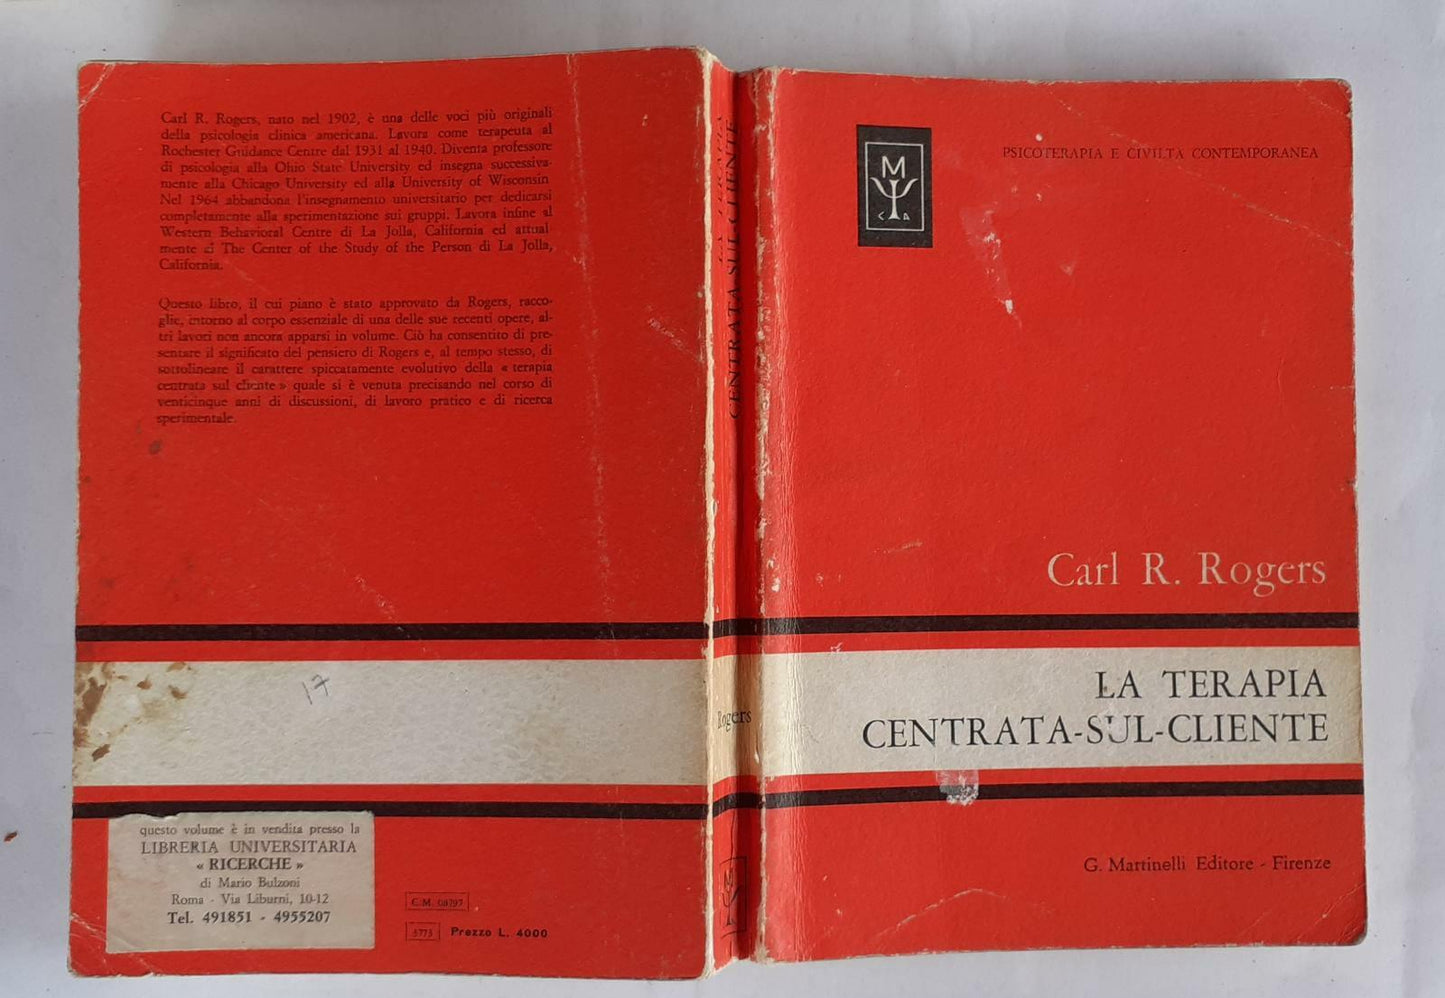 Carl R. Rogers, nato nel 1902, è una delle voci più originali
della psicologia clinica americana. Lavora come terapeuta al
Rochester Guidance Centre dal 1931 al 1940. Diventa professore
di psicologia alla Ohio State University ed insegna successiva-
mente alla Chicago University ed alla University of Wisconsin
Nel 1964 abbandona l'insegnamento universitario per dedicarsi
completamente alla sperimentazione sui gruppi. Lavora infine al
Western Behavioral Centre di La Jolla, California ed attual-
mente al The Center of the Study of the Person di La Jolla,
California.
Questo libro, il cui piano è stato approvato da Rogers, racco-
glie, intorno al corpo essenziale di una delle sue recenti opere, al-
tri lavori non ancora apparsi in volume. Ciò ha consentito di pre-
sentare il significato del pensiero di Rogers e, al tempo stesso, di
sottolineare il carattere spiccatamente evolutivo della « terapia
centrata sul cliente » quale si è venuta precisando nel corso di
venticinque anni di discussioni, di lavoro pratico e di ricerca
sperimentale.
17
questo volume è in vendita presso la
LIBRERIA UNIVERSITARIA
« RICERCHE »
di Mario Bulzoni
Roma - Via Liburni, 10-12
Tel. 491851 - 4955207
C.M. 08797
Prezzo L. 4000
LA TERAPIA
CENTRATA SUL-CLIENTE
Rogers
M
C A
PSICOTERAPIA E CIVILTÀ CONTEMPORANEA
Carl R. Rogers
LA TERAPIA
CENTRATA-SUL-CLIENTE
G. Martinelli Editore - Firenze